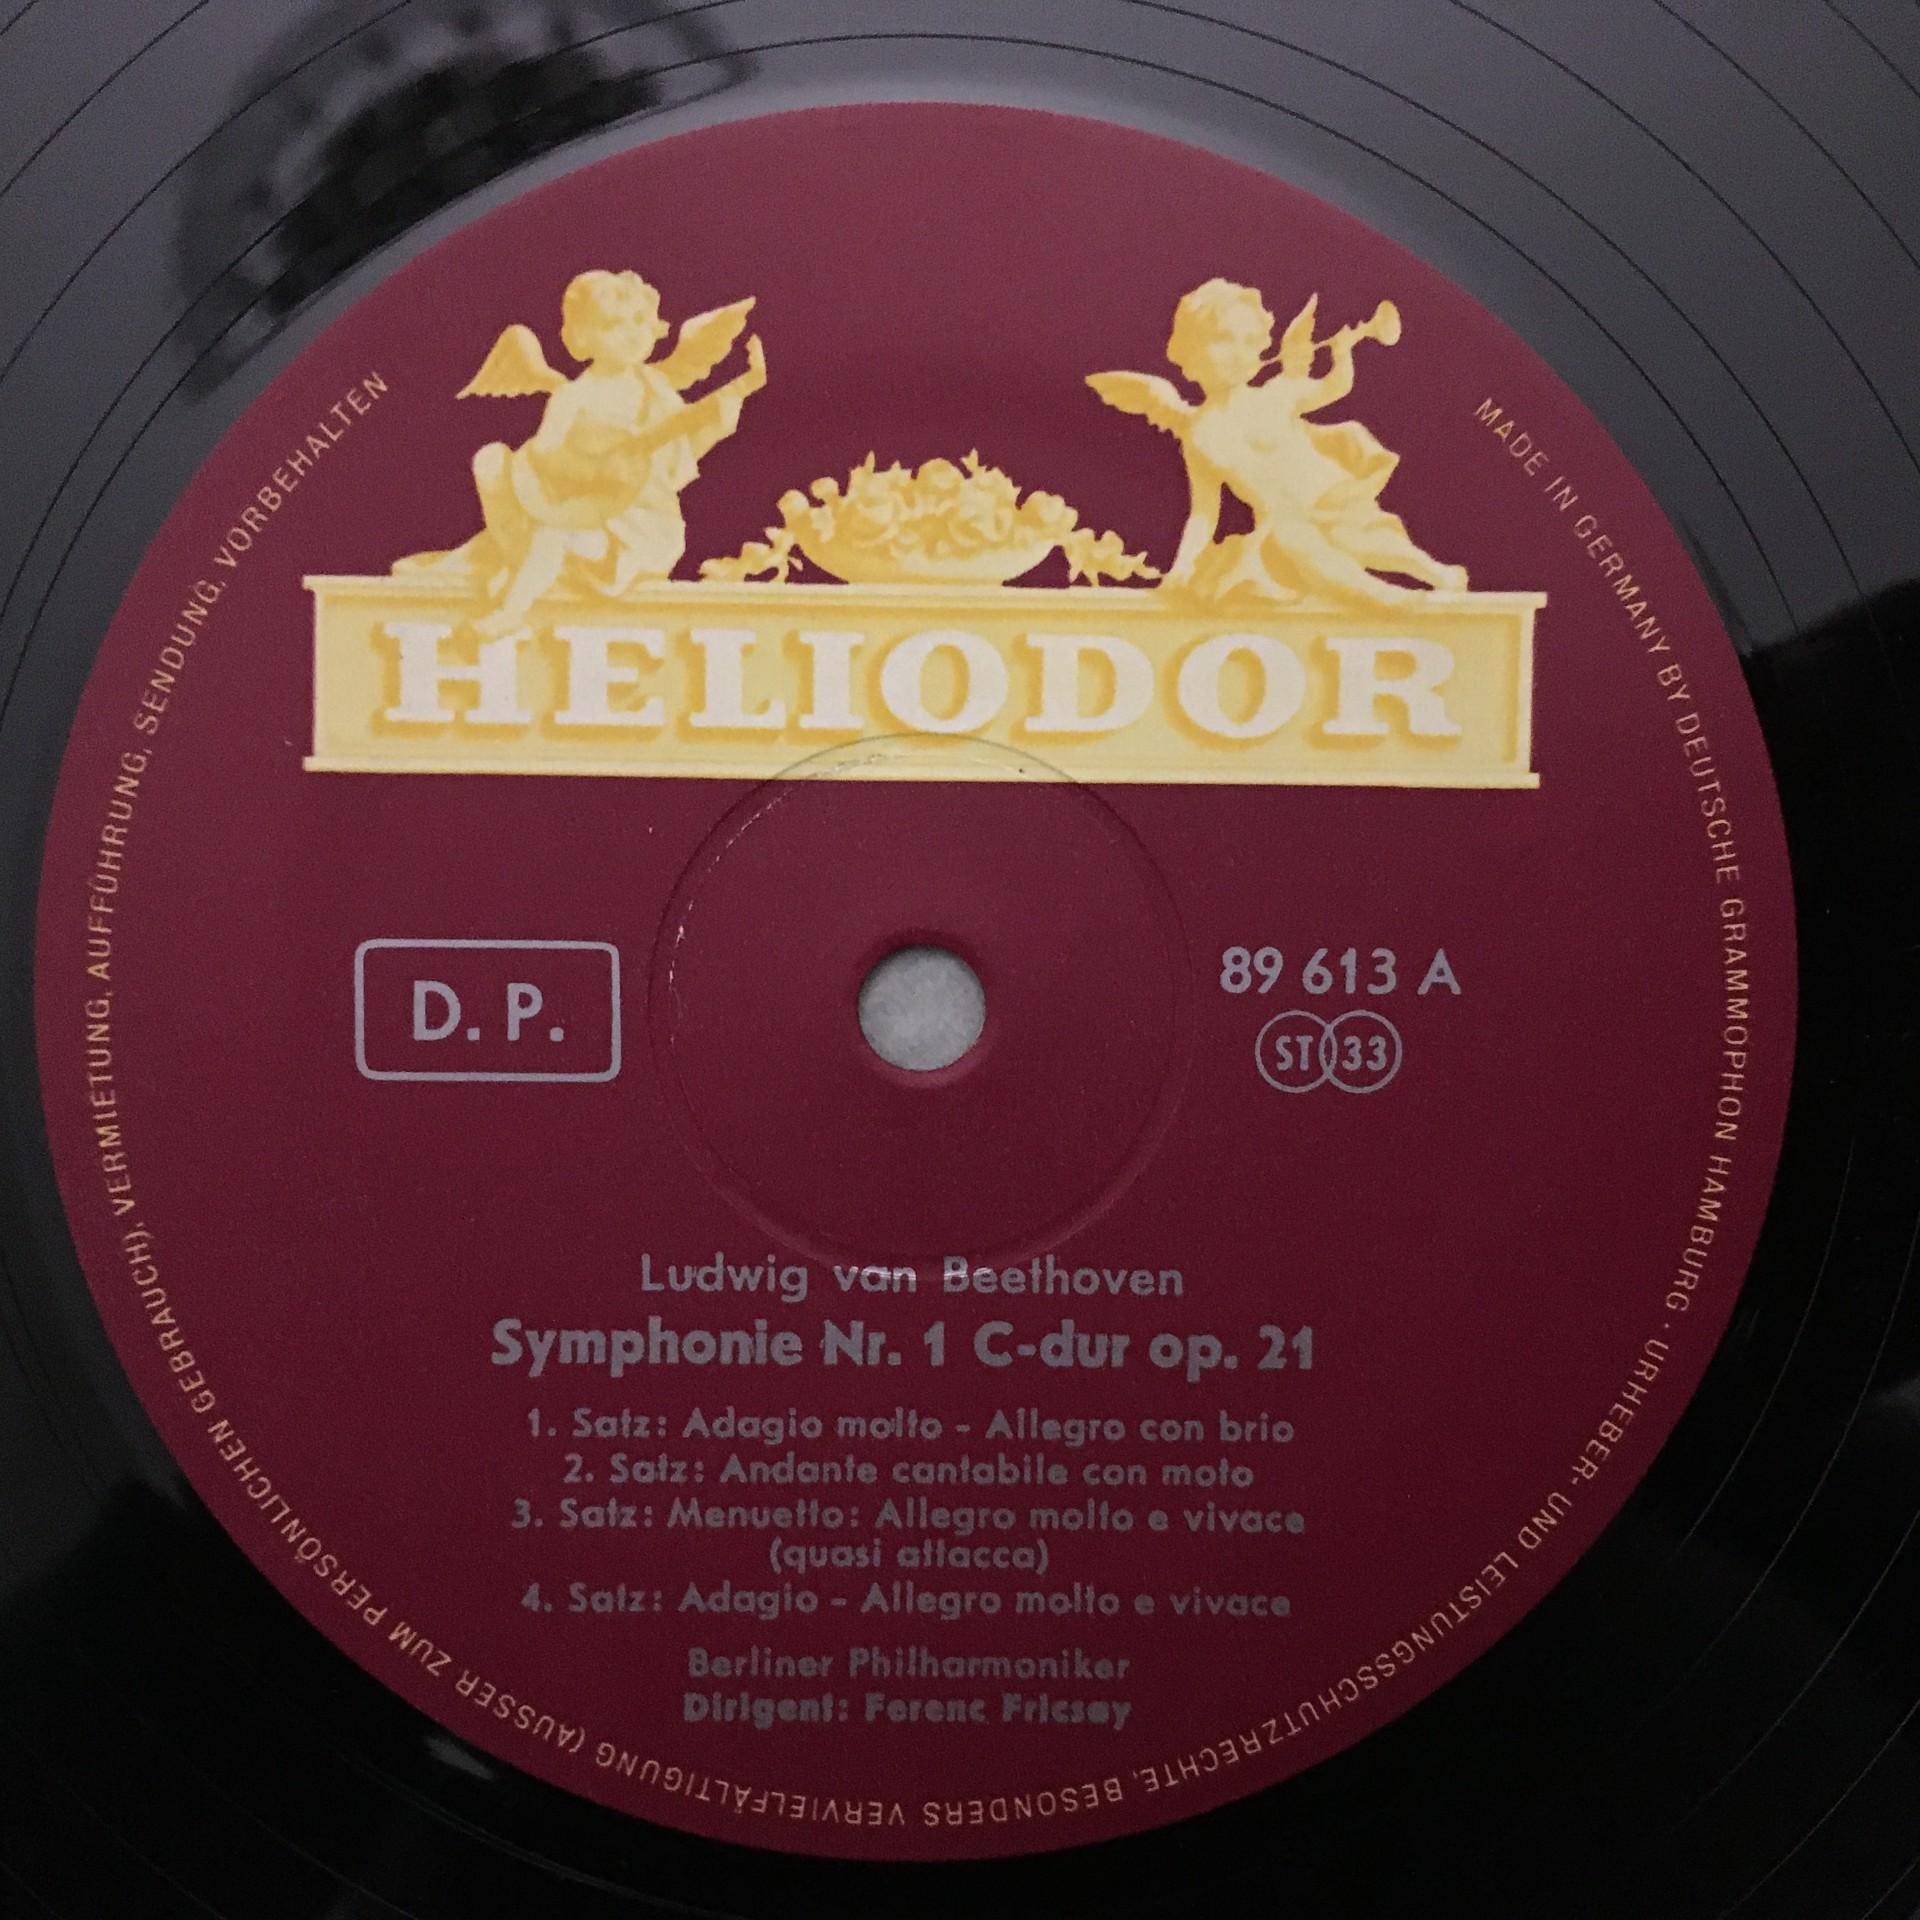 HELIODOR
D. P.
89 613 A
ST 33
Ludwig van Beethoven
Symphonie Nr. 1 C-dur op. 21
1. Satz: Adagio molto - Allegro con brio
2. Satz: Andante cantabile con moto
3. Satz: Menuetto: Allegro molto e vivace
(quasi attacca)
4. Satz: Adagio - Allegro molto e vivace
Berliner Philharmoniker
Dirigent: Ferenc Fricsay
MADE IN GERMANY BY DEUTSCHE GRAMMOPHON HAMBURG · URHEBER- UND LEISTUNGSSCHUTZRECHTE, BESONDERS VERVIELFÄLTIGUNG (AUSSER ZUM PERSÖNLICHEN GEBRAUCH), VERMIETUNG, AUFFÜHRUNG, SENDUNG, VORBEHALTEN